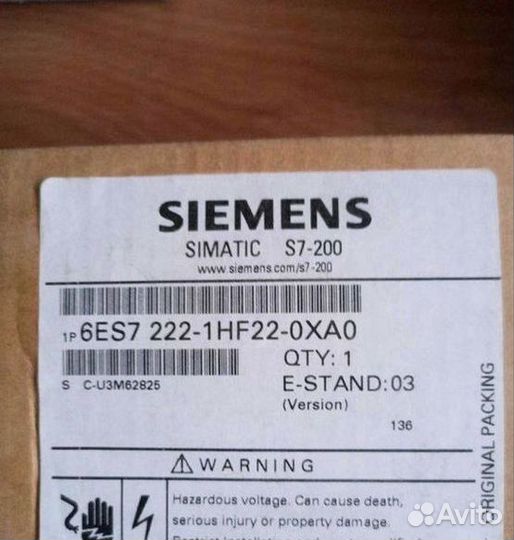 SIEMENS
SIMATIC S7-200
www.siemens.com/s7-200
1P 6ES7 222-1HF22-0XA0
QTY: 1
S C-U3M62825
E-STAND: 03
(Version)
136
ORIGINAL PACKING
WARNING
Hazardous voltage. Can cause death,
serious injury or property damage.
Avito